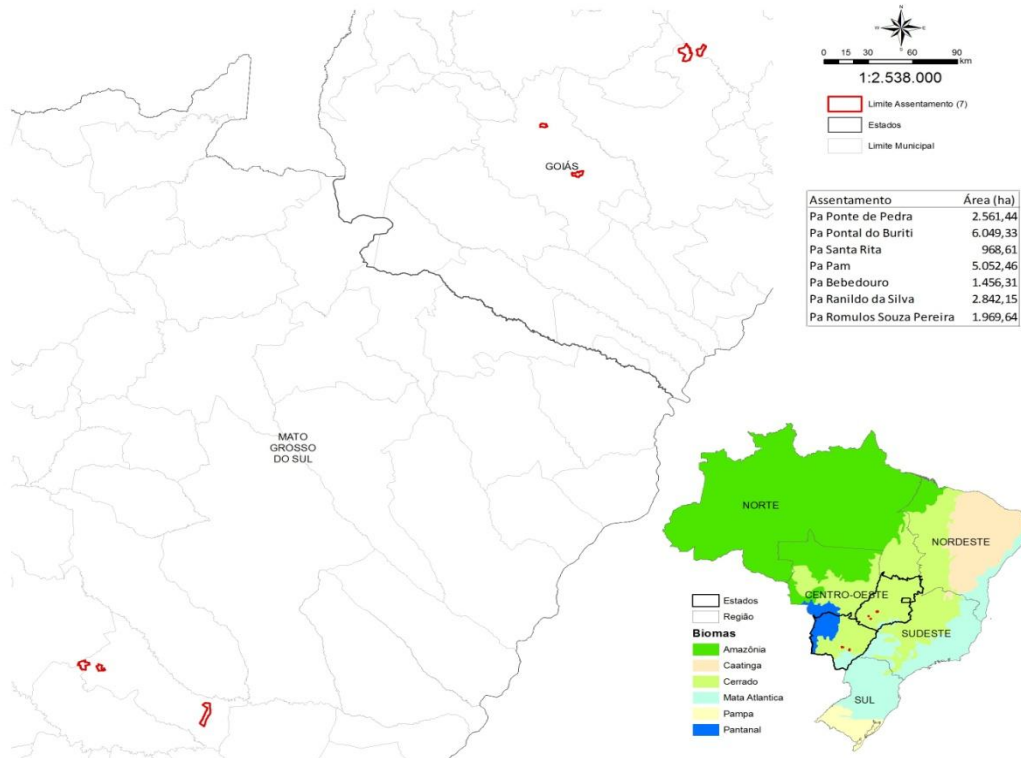 N
W
E
S
0 15 30 60 90
km
1:2.538.000
Limite Assentamento (7)
Estados
Limite Municipal
GOIÁS
Assentamento Área (ha)
Pa Ponte de Pedra 2.561,44
Pa Pontal do Buriti 6.049,33
Pa Santa Rita 968,61
Pa Pam 5.052,46
Pa Bebedouro 1.456,31
Pa Ranildo da Silva 2.842,15
Pa Romulos Souza Pereira 1.969,64
MATO
GROSSO
DO SUL
NORTE
NORDESTE
CENTRO-OESTE
SUDESTE
SUL
Estados
Região
Biomas
Amazônia
Caatinga
Cerrado
Mata Atlantica
Pampa
Pantanal